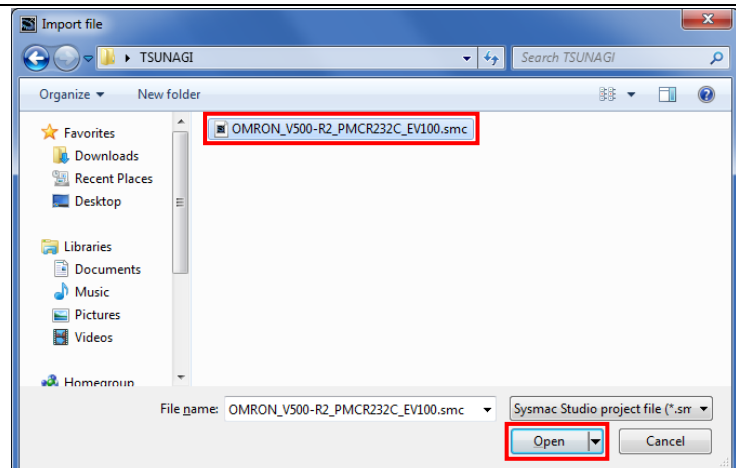 Import file
TSUNAGI
Search TSUNAGI
Organize
New folder
OMRON_V500-R2_PMCR232C_EV100.smc
Favorites
Downloads
Recent Places
Desktop
Libraries
Documents
Music
Pictures
Videos
Homegroup
File name: OMRON_V500-R2_PMCR232C_EV100.smc
Sysmac Studio project file (*.sm
Open
Cancel